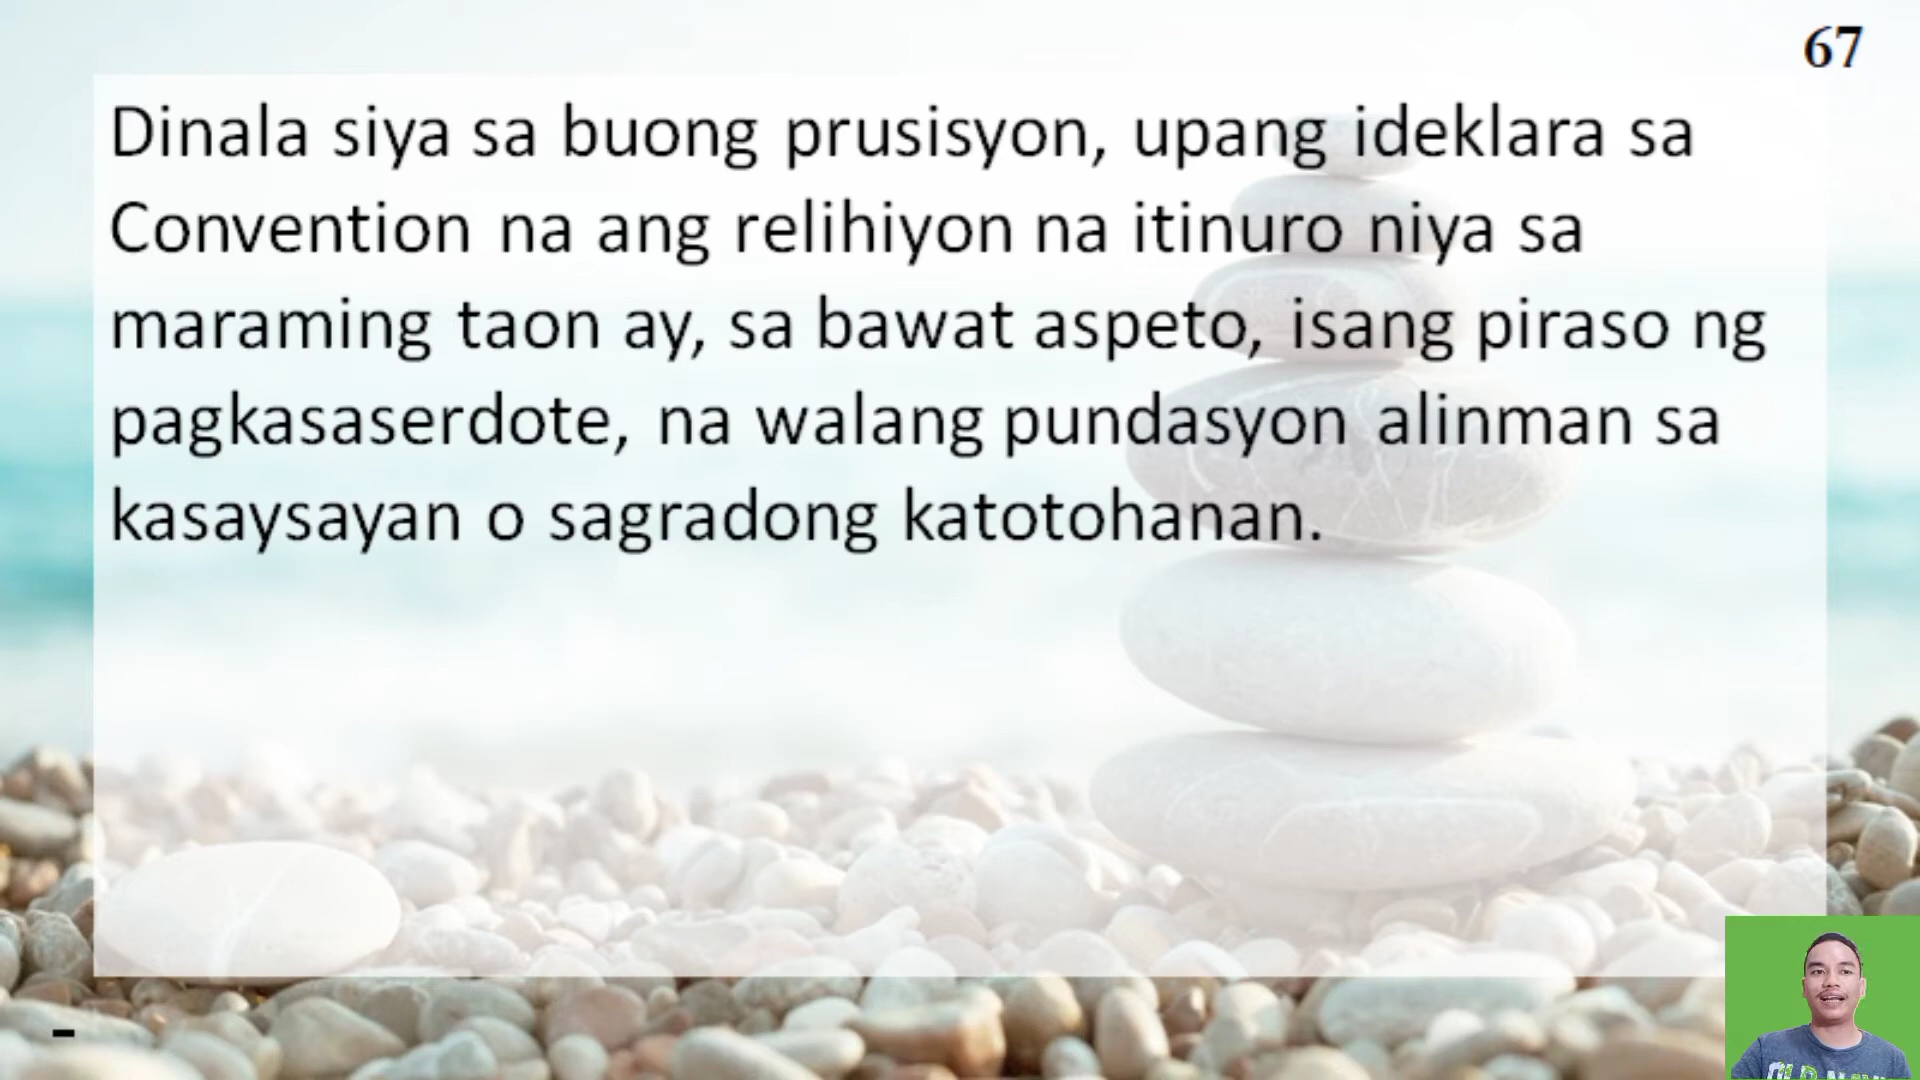 67
Dinala siya sa buong prusisyon, upang ideklara sa
Convention na ang relihiyon na itinuro niya sa
maraming taon ay, sa bawat aspeto, isang piraso ng
pagkasaserdote, na walang pundasyon alinman sa
kasaysayan o sagradong katotohanan.
-